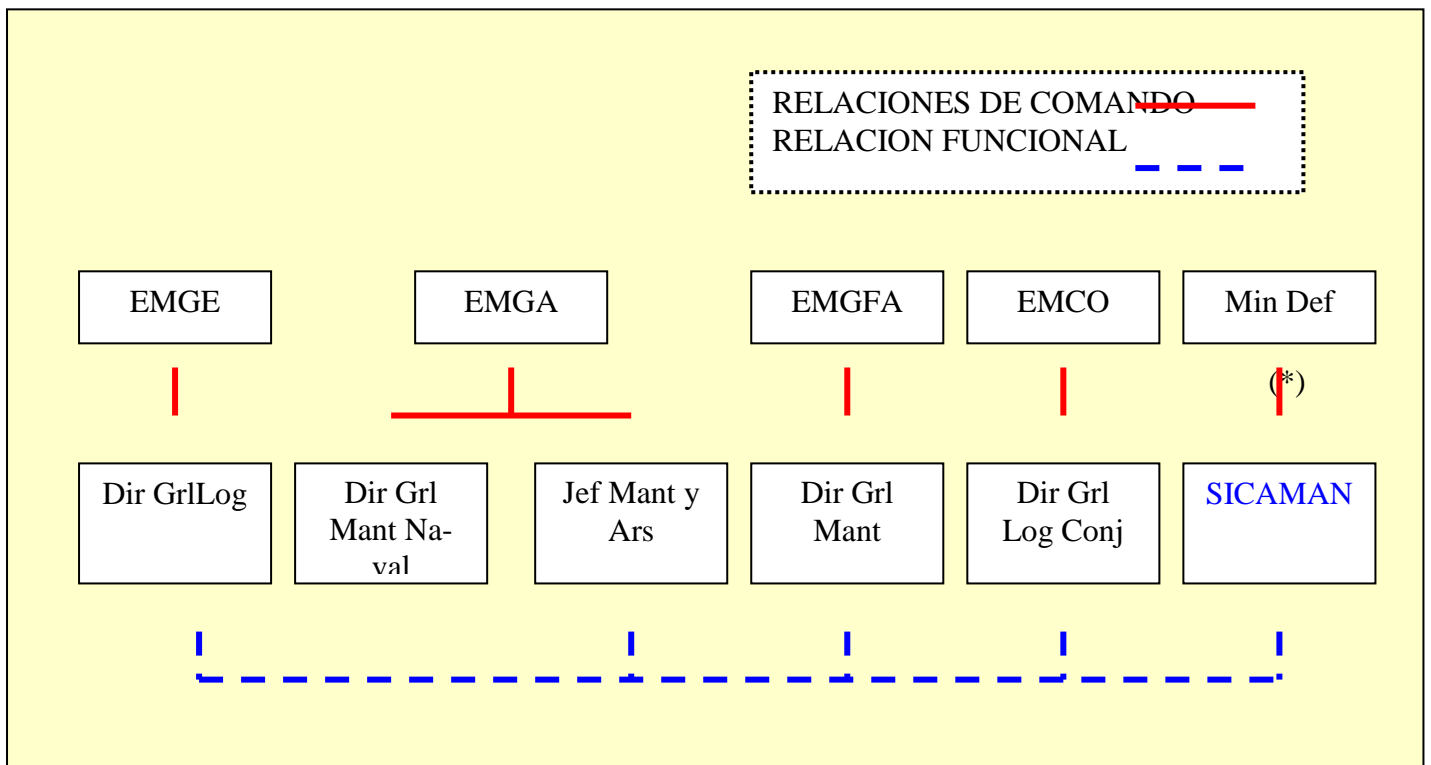 RELACIONES DE COMANDO
RELACION FUNCIONAL
EMGE
EMGA
EMGFA
EMCO
Min Def
(*)
Dir GrlLog
Dir Grl
Mant Na-
val
Jef Mant y
Ars
Dir Grl
Mant
Dir Grl
Log Conj
SICAMAN